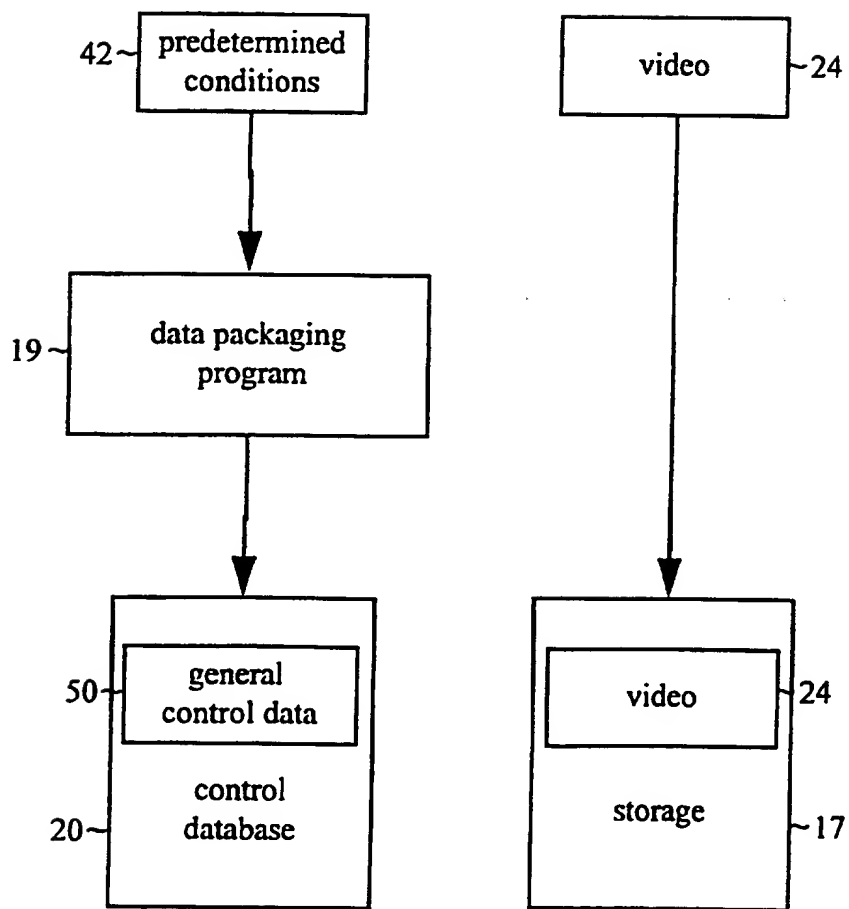 42
predetermined
conditions
video
24
19
data packaging
program
50
general
control data
20
control
database
video
24
storage
17